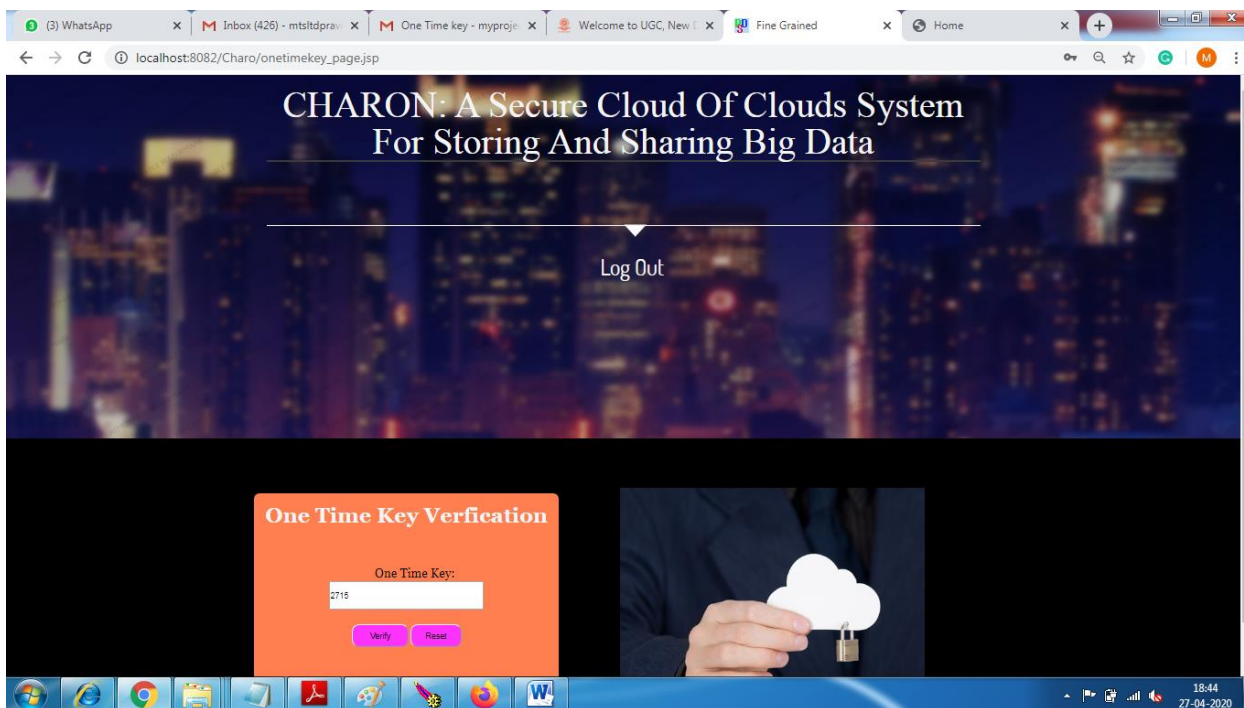 (3) WhatsApp
Inbox (426) - mtsltdprav
One Time key - myproje
Welcome to UGC, New
Fine Grained
Home
localhost:8082/Charo/onetimekey_page.jsp
M
CHARON: A Secure Cloud Of Clouds System
For Storing And Sharing Big Data
Log Out
One Time Key Verfication
One Time Key:
2715
Verify Reset
18:44
27-04-2020